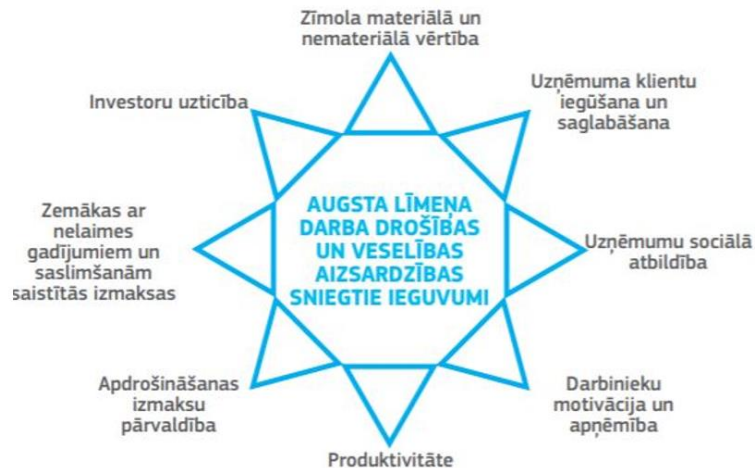 Zīmola materiālā un
nemateriālā vērtība
Uzņēmuma klientu
iegūšana un
saglabāšana
Uzņēmumu sociālā
atbildība
Darbinieku
motivācija un
apņēmība
Produktivitāte
Apdrošināšanas
izmaksu
pārvaldība
Zemākas ar
nelaimes
gadījumiem un
saslimšanām
saistītās izmaksas
Investoru uzticība
AUGSTA LĪMEŅA
DARBA DROŠĪBAS
UN VESELĪBAS
AIZSARDZĪBAS
SNIEGTIE IEGUVUMI